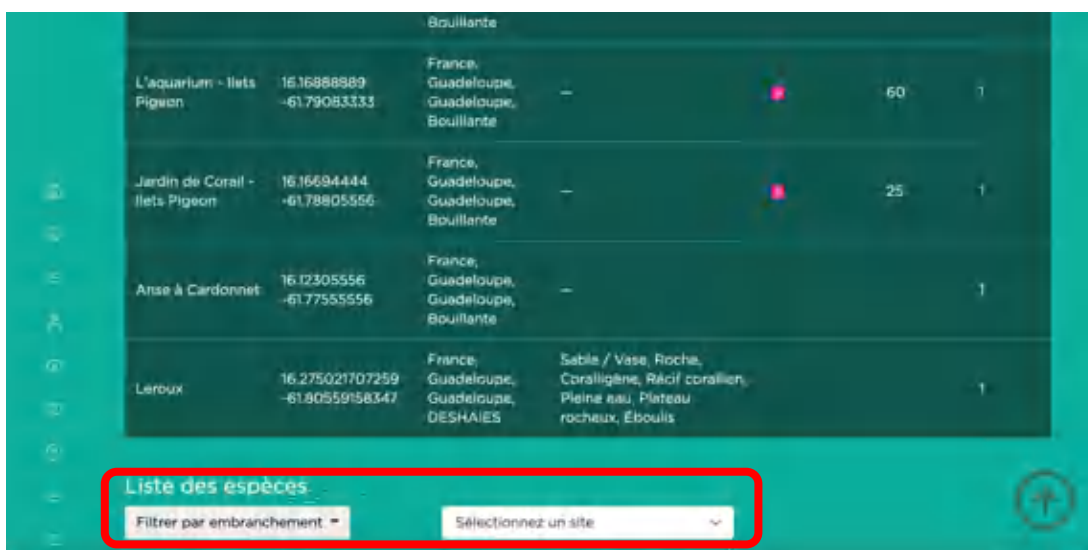 Bouillante
L'aquarium - Ilets Pigeon
16.16888889
-61.79083333
France,
Guadeloupe,
Guadeloupe,
Bouillante
—
60
1
Jardin de Corail -
Ilets Pigeon
16.16694444
-61.78805556
France,
Guadeloupe,
Guadeloupe,
Bouillante
—
25
1
Anse à Cardonnet
16.12305556
-61.77555556
France,
Guadeloupe,
Guadeloupe,
Bouillante
—
1
Leroux
16.275021707259
-61.80559158347
France,
Guadeloupe,
Guadeloupe,
DESHAIES
Sable / Vase, Roche,
Coralligène, Récif corallien,
Pleine eau, Plateau
rocheux, Éboulis
1
Liste des espèces
Filtrer par embranchement
Sélectionnez un site